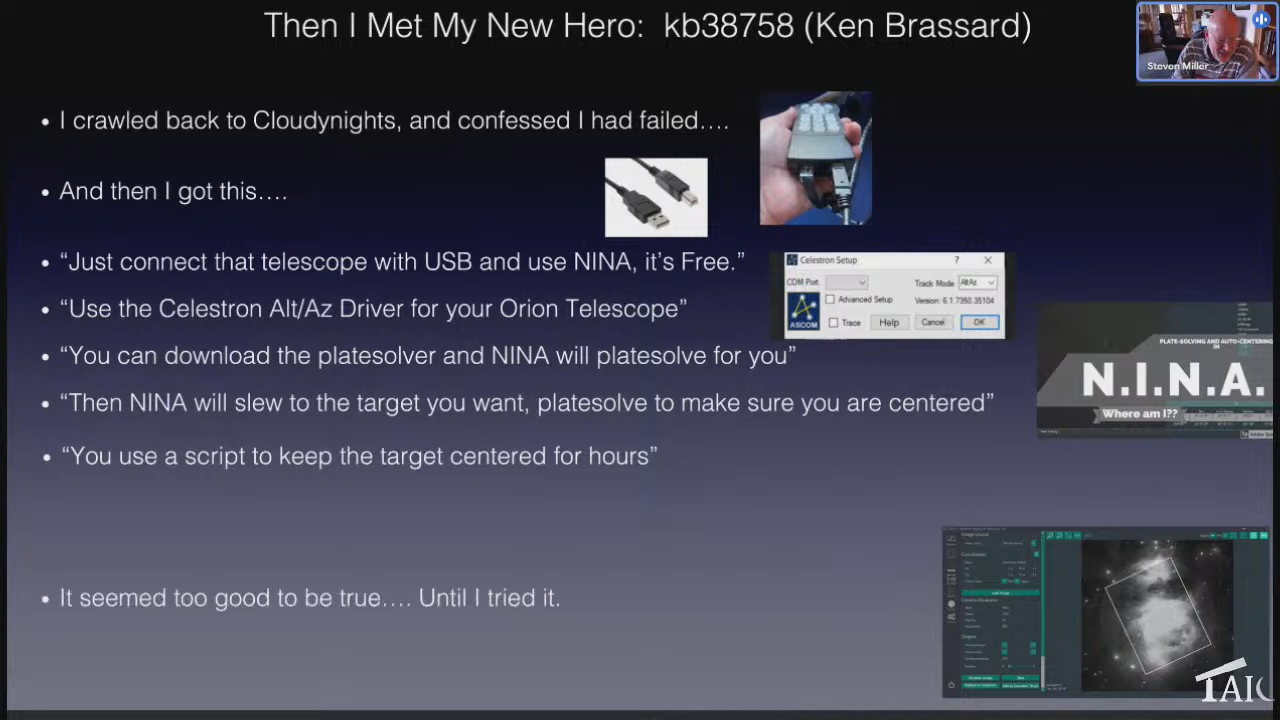 Then I Met My New Hero: kb38758 (Ken Brassard)
Steven Miller
• I crawled back to Cloudynights, and confessed I had failed....
• And then I got this....
• “Just connect that telescope with USB and use NINA, it’s Free.”
• “Use the Celestron Alt/Az Driver for your Orion Telescope”
• “You can download the platesolver and NINA will platesolve for you”
• “Then NINA will slew to the target you want, platesolve to make sure you are centered”
• “You use a script to keep the target centered for hours”
• It seemed too good to be true.... Until I tried it.
Celestron Setup ? ×
COM Port Track Mode Alt/Az
Advanced Setup Version: 6.1.7350.35104
ASCOM
Trace Help Cancel OK
PLATE-SOLVING AND AUTO-CENTERING
IN
N.I.N.A.
Where am I??
TAIC